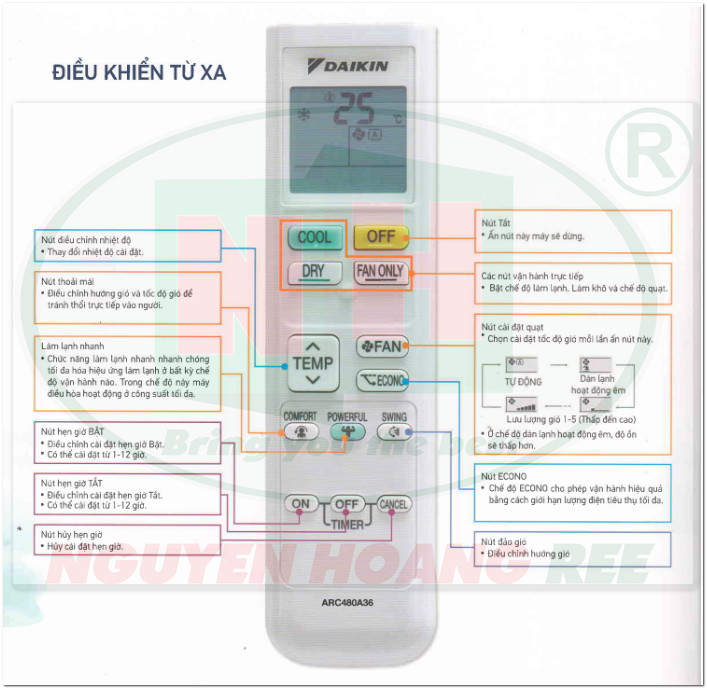 ĐIỀU KHIỂN TỪ XA
DAIKIN
25 °C
A
COOL
OFF
DRY
FAN ONLY
TEMP
FAN
ECONO
COMFORT
POWERFUL
SWING
ON
OFF
CANCEL
TIMER
ARC480A36
Nút điều chỉnh nhiệt độ
• Thay đổi nhiệt độ cài đặt.
Nút thoải mái
• Điều chỉnh hướng gió và tốc độ gió để
tránh thổi trực tiếp vào người.
Làm lạnh nhanh
• Chức năng làm lạnh nhanh nhanh chóng
tối đa hóa hiệu ứng làm lạnh ở bất kỳ chế
độ vận hành nào. Trong chế độ này máy
điều hòa hoạt động ở công suất tối đa.
Nút hẹn giờ BẬT
• Điều chỉnh cài đặt hẹn giờ Bật.
• Có thể cài đặt từ 1-12 giờ.
Nút hẹn giờ TẮT
• Điều chỉnh cài đặt hẹn giờ Tắt.
• Có thể cài đặt từ 1-12 giờ.
Nút hủy hẹn giờ
• Hủy cài đặt hẹn giờ.
Nút Tắt
• Ấn nút này máy sẽ dừng.
Các nút vận hành trực tiếp
• Bật chế độ làm lạnh. Làm khô và chế độ quạt.
Nút cài đặt quạt
• Chọn cài đặt tốc độ gió mỗi lần ấn nút này.
(A)
TỰ ĐỘNG
Dàn lạnh
hoạt động êm
Lưu lượng gió 1-5 (Thấp đến cao)
• Ở chế độ dàn lạnh hoạt động êm, độ ồn
sẽ thấp hơn.
Nút ECONO
• Chế độ ECONO cho phép vận hành hiệu quả
bằng cách giới hạn lượng điện tiêu thụ tối đa.
Nút đảo gió
• Điều chỉnh hướng gió
®
NH
Bring you the best
NGUYEN HOANG REE